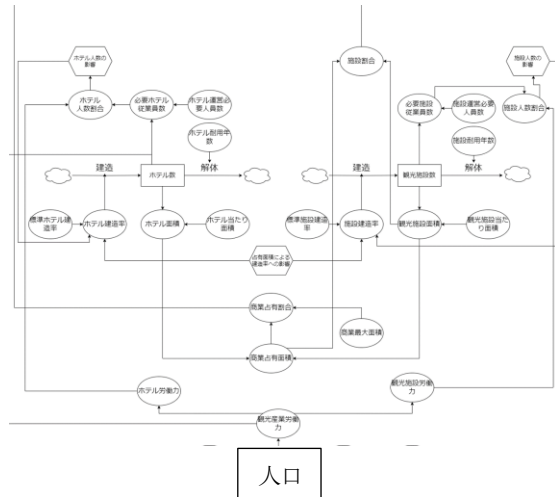 ホテル人数の
影響
施設割合
施設人数の
影響
ホテル
人数割合
必要ホテル
従業員数
ホテル運営必
要人員数
必要施設
従業員数
施設運営必要
人員数
施設人数割合
ホテル耐用年
数
施設耐用年数
建造
ホテル数
解体
建造
観光施設数
解体
標準ホテル建
造率
ホテル建造率
ホテル面積
ホテル当たり
面積
標準施設建造
率
施設建造率
観光施設面積
観光施設当た
り面積
占有面積による
建造率への影響
商業占有割合
商業最大面積
商業占有面積
ホテル労働力
観光施設労働
力
観光産業労働
力
人口